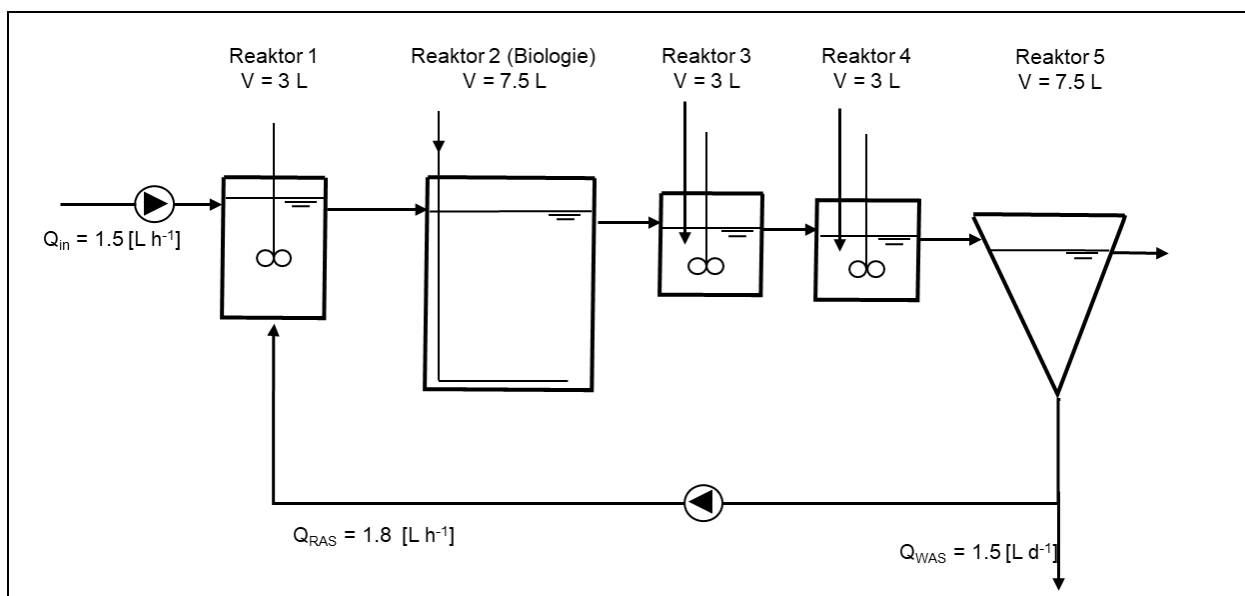 Reaktor 1
V = 3 L
Reaktor 2 (Biologie)
V = 7.5 L
Reaktor 3
V = 3 L
Reaktor 4
V = 3 L
Reaktor 5
V = 7.5 L
Qin = 1.5 [L h-1]
QRAS = 1.8 [L h-1]
QWAS = 1.5 [L d-1]